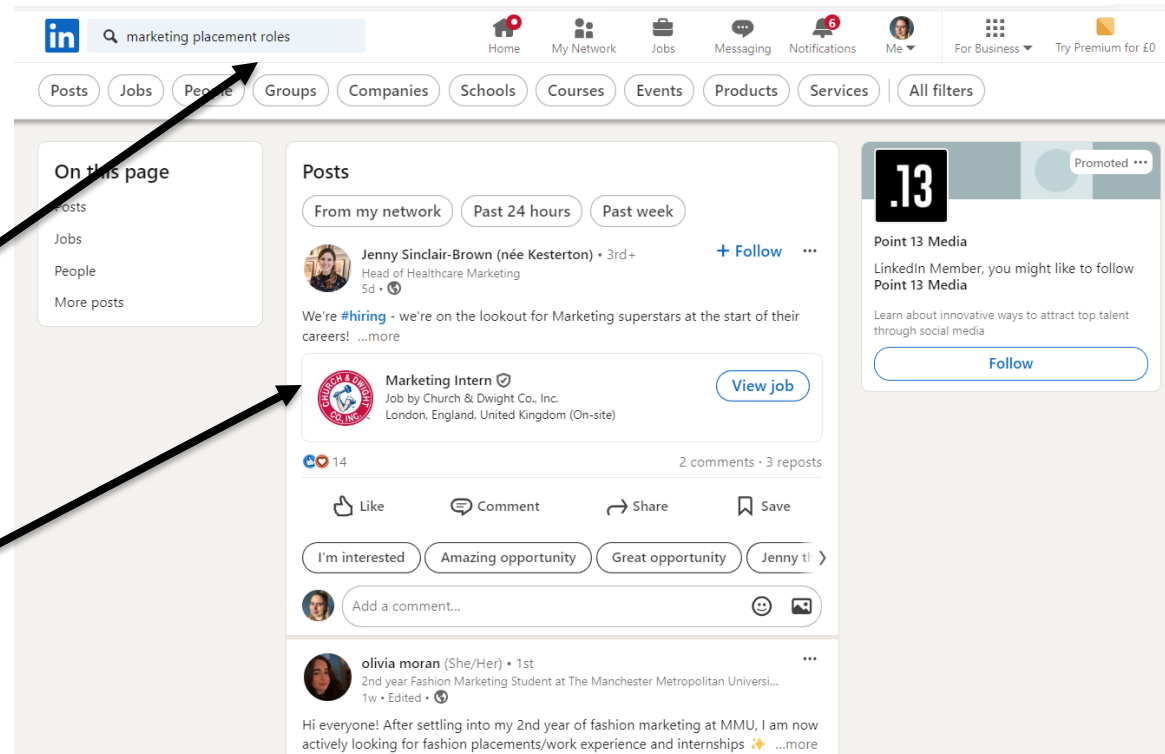 in
marketing placement roles
Home
My Network
Jobs
Messaging
6
Notifications
Me
For Business
Try Premium for £0
Posts
Jobs
People
Groups
Companies
Schools
Courses
Events
Products
Services
All filters
On this page
Posts
Jobs
People
More posts
Posts
From my network
Past 24 hours
Past week
Jenny Sinclair-Brown (née Kesterton) • 3rd+
+ Follow
Head of Healthcare Marketing
5d •
We're #hiring - we're on the lookout for Marketing superstars at the start of their
careers! ...more
CHURCH & DWIGHT CO. INC.
Marketing Intern
Job by Church & Dwight Co., Inc.
London, England, United Kingdom (On-site)
View job
14
2 comments · 3 reposts
Like
Comment
Share
Save
I'm interested
Amazing opportunity
Great opportunity
Jenny th
Add a comment...
olivia moran (She/Her) • 1st
2nd year Fashion Marketing Student at The Manchester Metropolitan Universi...
1w • Edited •
Hi everyone! After settling into my 2nd year of fashion marketing at MMU, I am now
actively looking for fashion placements/work experience and internships ✨ ...more
.13
Promoted
Point 13 Media
LinkedIn Member, you might like to follow
Point 13 Media
Learn about innovative ways to attract top talent
through social media
Follow